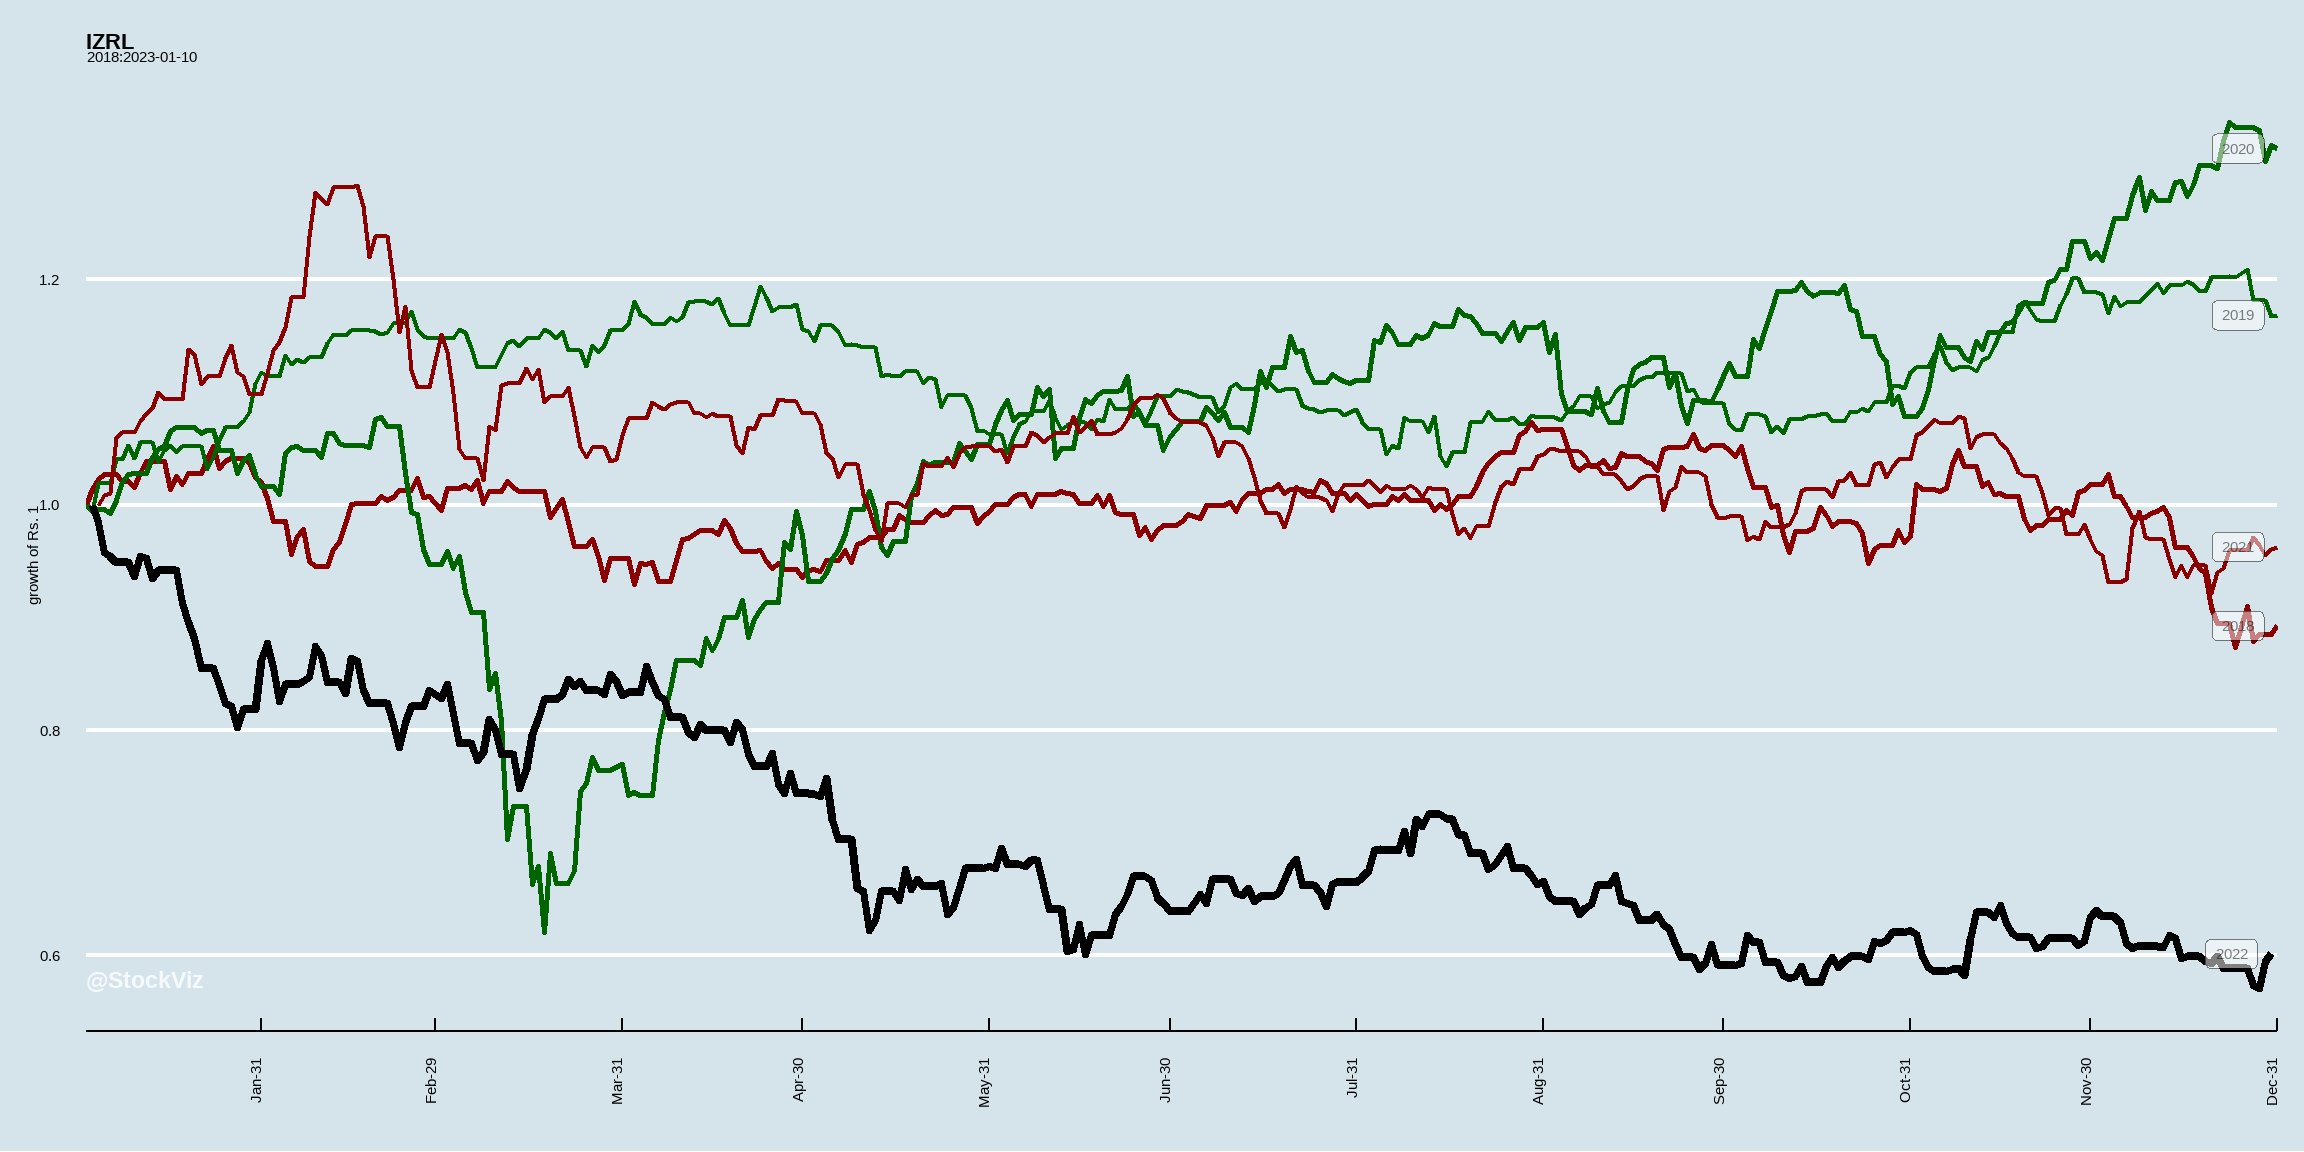 IZRL
2018:2023-01-10
growth of Rs. 1
1.2
1.0
0.8
0.6
2020
2019
2021
2018
2022
@StockViz
Jan-31
Feb-29
Mar-31
Apr-30
May-31
Jun-30
Jul-31
Aug-31
Sep-30
Oct-31
Nov-30
Dec-31